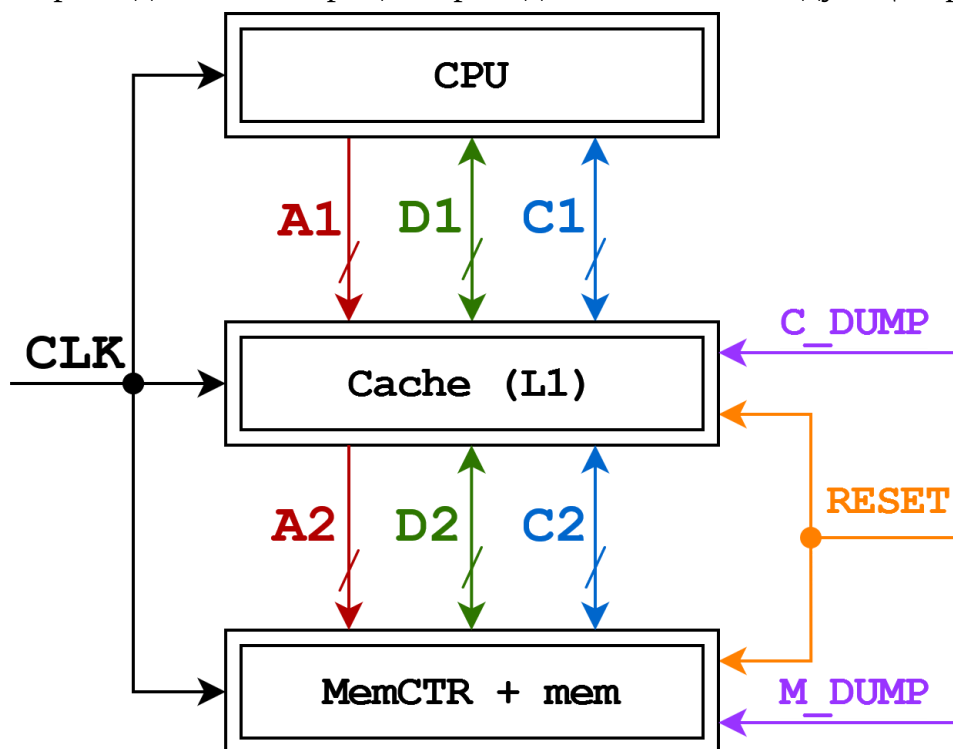 CPU
A1 D1 C1
C_DUMP
CLK
Cache (L1)
A2 D2 C2
RESET
MemCTR + mem
M_DUMP